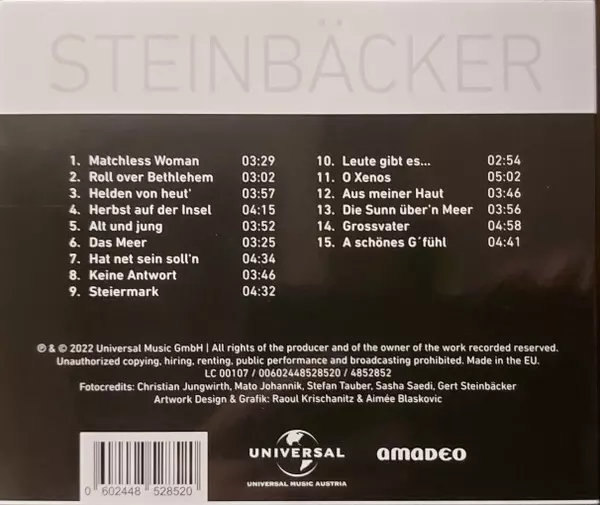 STEINBÄCKER
1. Matchless Woman 03:29
2. Roll over Bethlehem 03:02
3. Helden von heut' 03:57
4. Herbst auf der Insel 04:15
5. Alt und jung 03:52
6. Das Meer 03:25
7. Hat net sein soll'n 04:34
8. Keine Antwort 03:46
9. Steiermark 04:32
10. Leute gibt es... 02:54
11. O Xenos 05:02
12. Aus meiner Haut 03:46
13. Die Sunn über'n Meer 03:56
14. Grossvater 04:58
15. A schönes G´fühl 04:41
℗ & © 2022 Universal Music GmbH | All rights of the producer and of the owner of the work recorded reserved.
Unauthorized copying, hiring, renting, public performance and broadcasting prohibited. Made in the EU.
LC 00107 / 00602448528520 / 4852852
Fotocredits: Christian Jungwirth, Mato Johannik, Stefan Tauber, Sasha Saedi, Gert Steinbäcker
Artwork Design & Grafik: Raoul Krischanitz & Aimée Blaskovic
0 602448 528520
UNIVERSAL
UNIVERSAL MUSIC AUSTRIA
amadeo